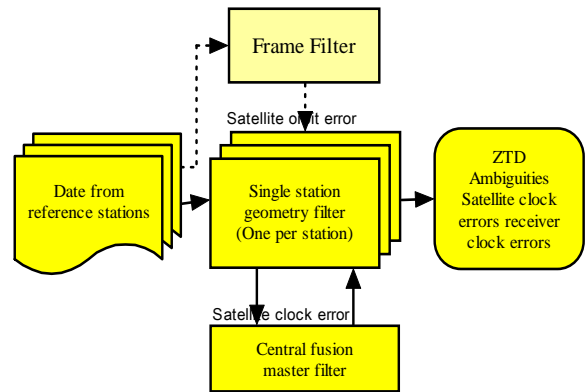 Frame Filter
Satellite orbit error
Date from
reference stations
Single station
geometry filter
(One per station)
ZTD
Ambiguities
Satellite clock
errors receiver
clock errors
Satellite clock error
Central fusion
master filter